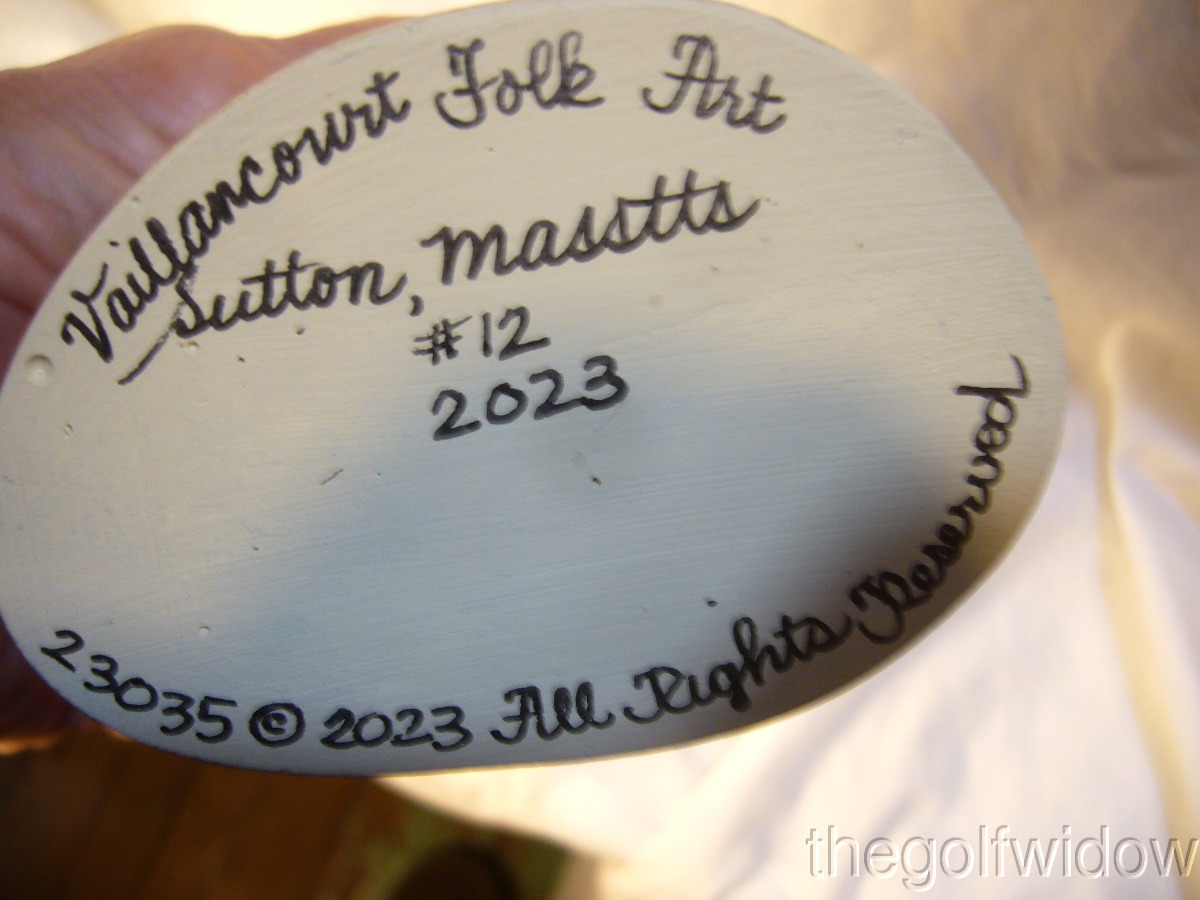 Vaillancourt Folk Art
Sutton, Masstts
#12
2023
23035 © 2023 All Rights Reserved
thegolfwidow